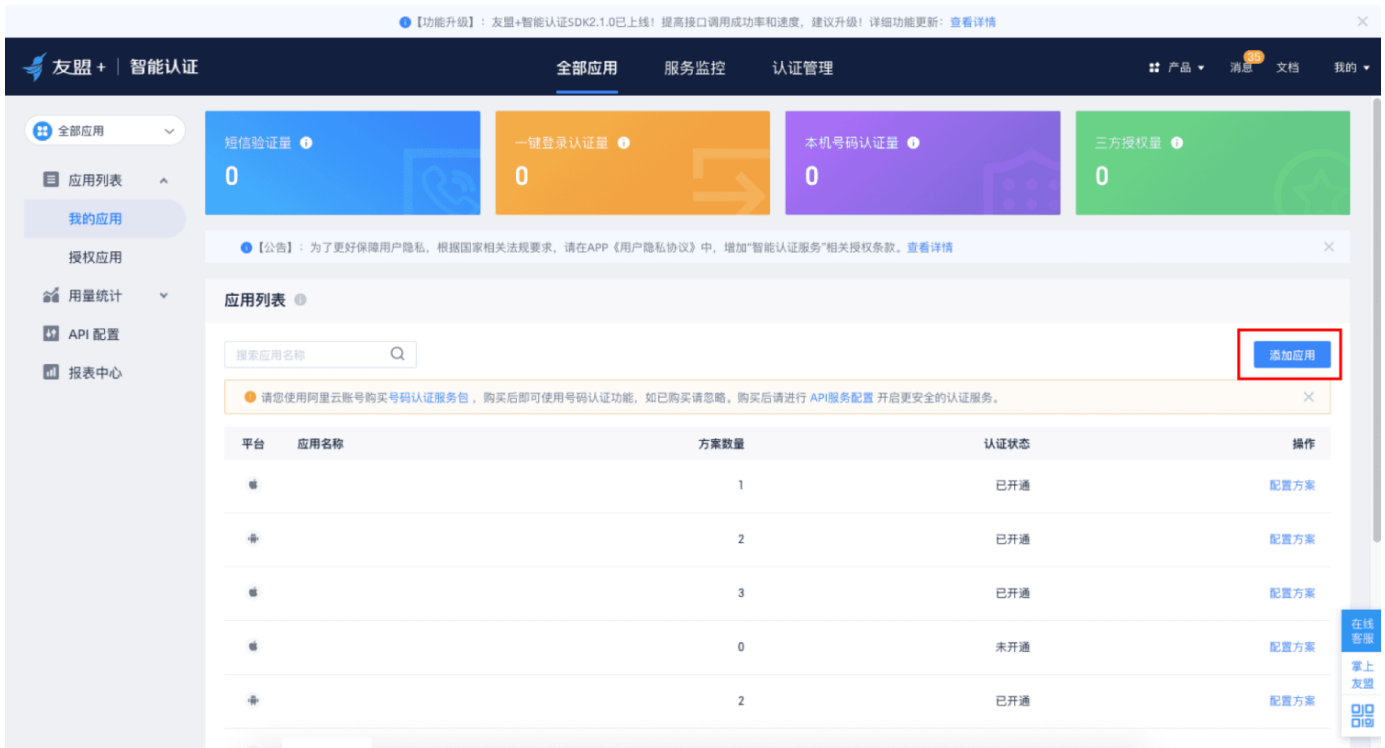 【功能升级】：友盟+智能认证SDK2.1.0已上线！提高接口调用成功率和速度，建议升级！详细功能更新：查看详情
友盟+ | 智能认证
全部应用 服务监控 认证管理
产品 消息 35 文档 我的
全部应用
应用列表
我的应用
授权应用
用量统计
API 配置
报表中心
短信验证量
0
一键登录认证量
0
本机号码认证量
0
三方授权量
0
【公告】：为了更好保障用户隐私，根据国家相关法规要求，请在APP《用户隐私协议》中，增加“智能认证服务”相关授权条款。查看详情
应用列表
搜索应用名称
添加应用
请您使用阿里云账号购买号码认证服务包，购买后即可使用号码认证功能，如已购买请忽略。购买后请进行 API服务配置 开启更安全的认证服务。
平台 应用名称 方案数量 认证状态 操作
1 已开通 配置方案
2 已开通 配置方案
3 已开通 配置方案
0 未开通 配置方案
2 已开通 配置方案
在线
客服
掌上
友盟